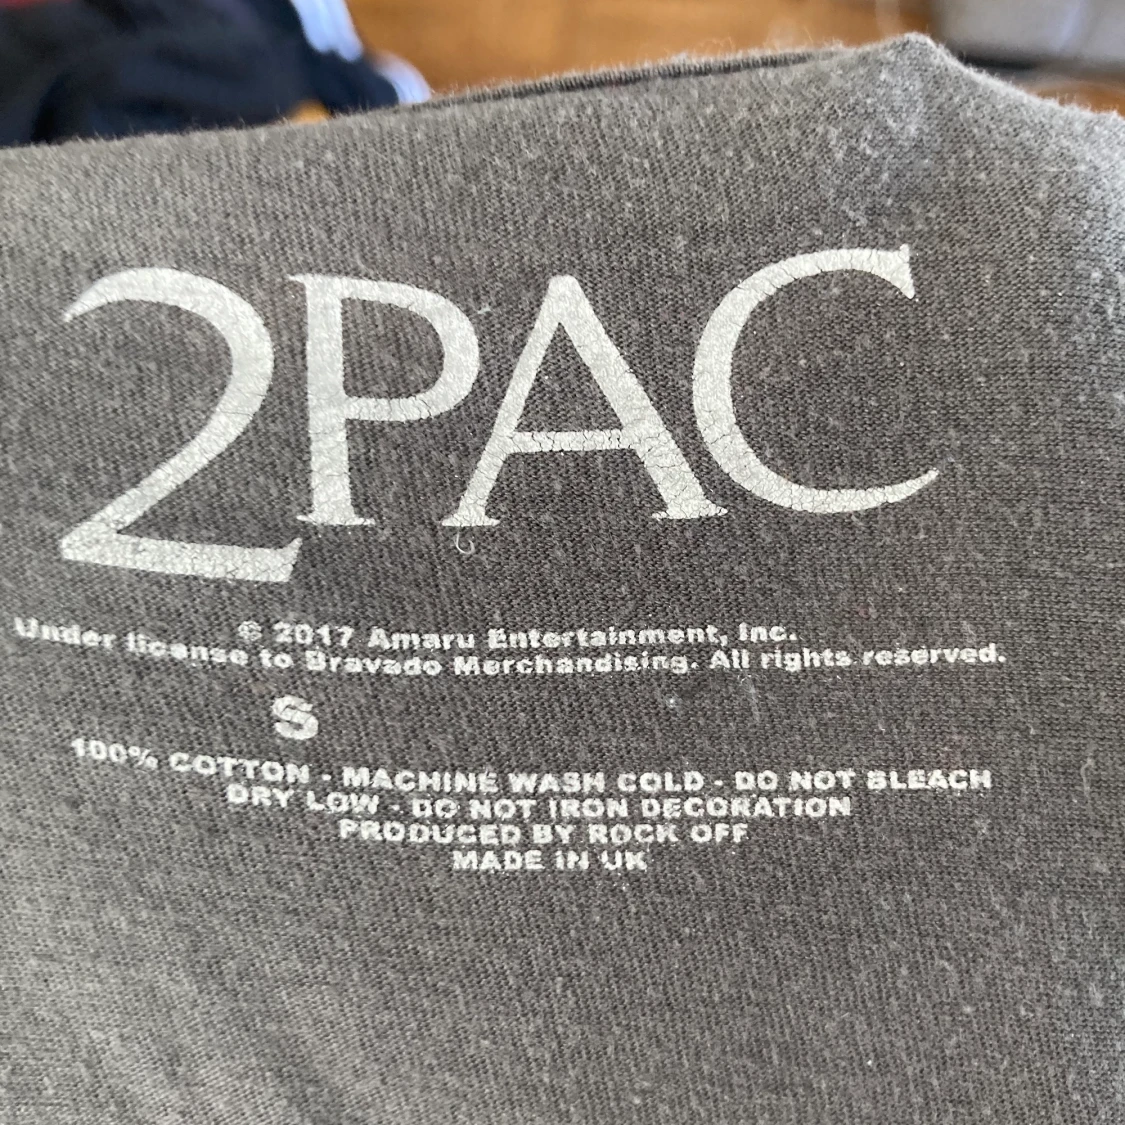 2PAC
© 2017 Amaru Entertainment, Inc.
Under license to Bravado Merchandising. All rights reserved.
S
100% COTTON - MACHINE WASH COLD - DO NOT BLEACH
DRY LOW - DO NOT IRON DECORATION
PRODUCED BY ROCK OFF
MADE IN UK